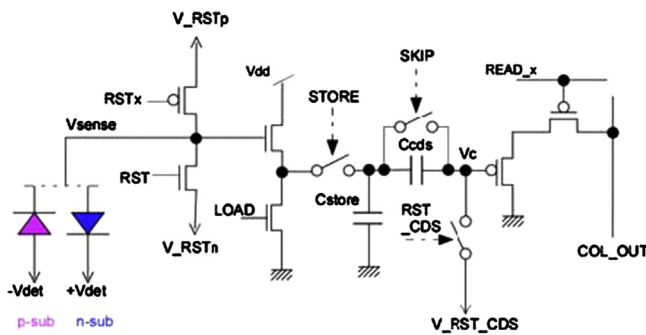 V_RSTp
SKIP
Vdd
READ_x
RSTx
STORE
Vsense
Ccds
Vc
RST
LOAD
Cstore
RST
_CDS
V_RSTn
COL_OUT
-Vdet
+Vdet
p-sub
n-sub
V_RST_CDS